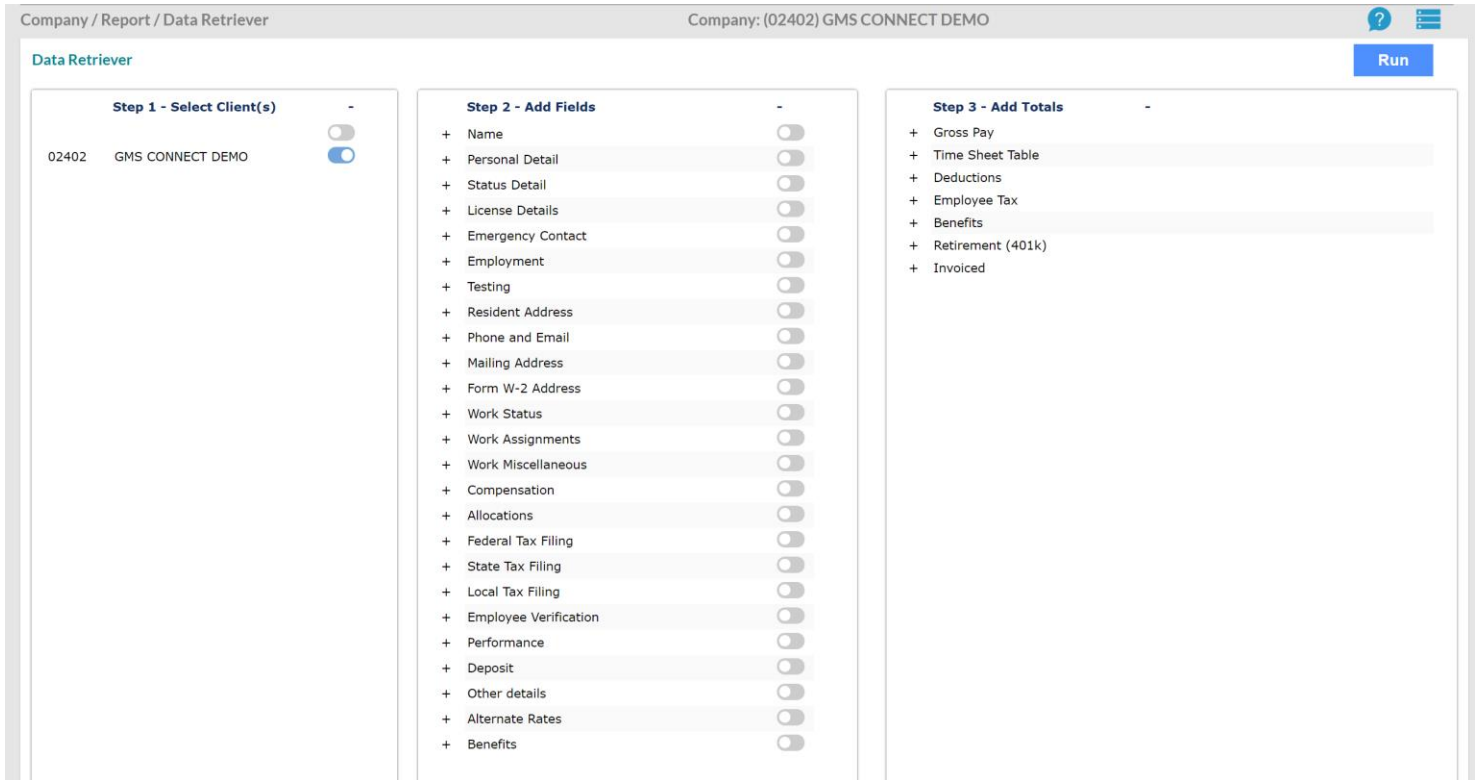 Company / Report / Data Retriever
Company: (02402) GMS CONNECT DEMO
?
Data Retriever
Run
Step 1 - Select Client(s) -
02402 GMS CONNECT DEMO
Step 2 - Add Fields -
+ Name
+ Personal Detail
+ Status Detail
+ License Details
+ Emergency Contact
+ Employment
+ Testing
+ Resident Address
+ Phone and Email
+ Mailing Address
+ Form W-2 Address
+ Work Status
+ Work Assignments
+ Work Miscellaneous
+ Compensation
+ Allocations
+ Federal Tax Filing
+ State Tax Filing
+ Local Tax Filing
+ Employee Verification
+ Performance
+ Deposit
+ Other details
+ Alternate Rates
+ Benefits
Step 3 - Add Totals -
+ Gross Pay
+ Time Sheet Table
+ Deductions
+ Employee Tax
+ Benefits
+ Retirement (401k)
+ Invoiced